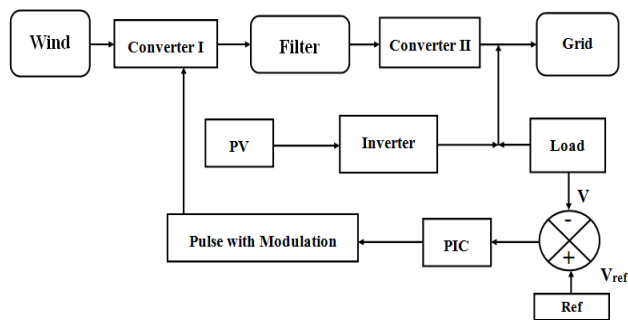 Wind
Converter I
Filter
Converter II
Grid
PV
Inverter
Load
V
-
Pulse with Modulation
PIC
+
Vref
Ref